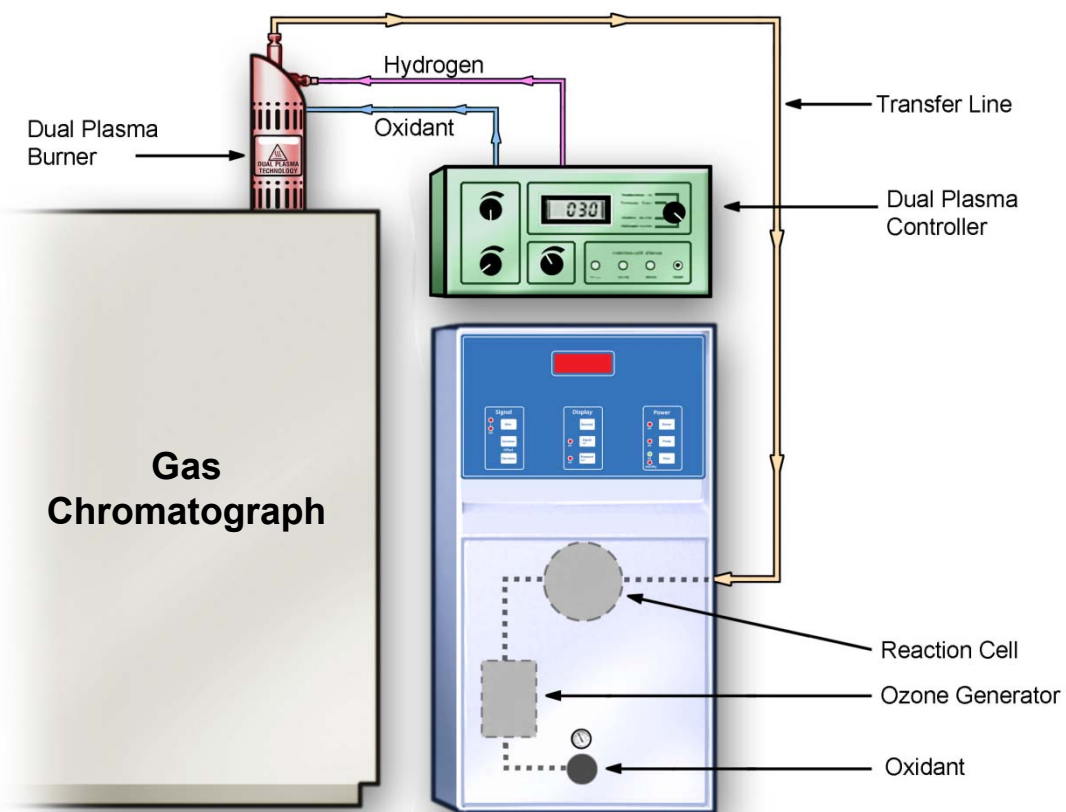 Hydrogen
Oxidant
Transfer Line
Dual Plasma
Burner
DUAL PLASMA
TECHNOLOGY
Dual Plasma
Controller
030
Gas
Chromatograph
Signal
Display
Power
Reaction Cell
Ozone Generator
Oxidant